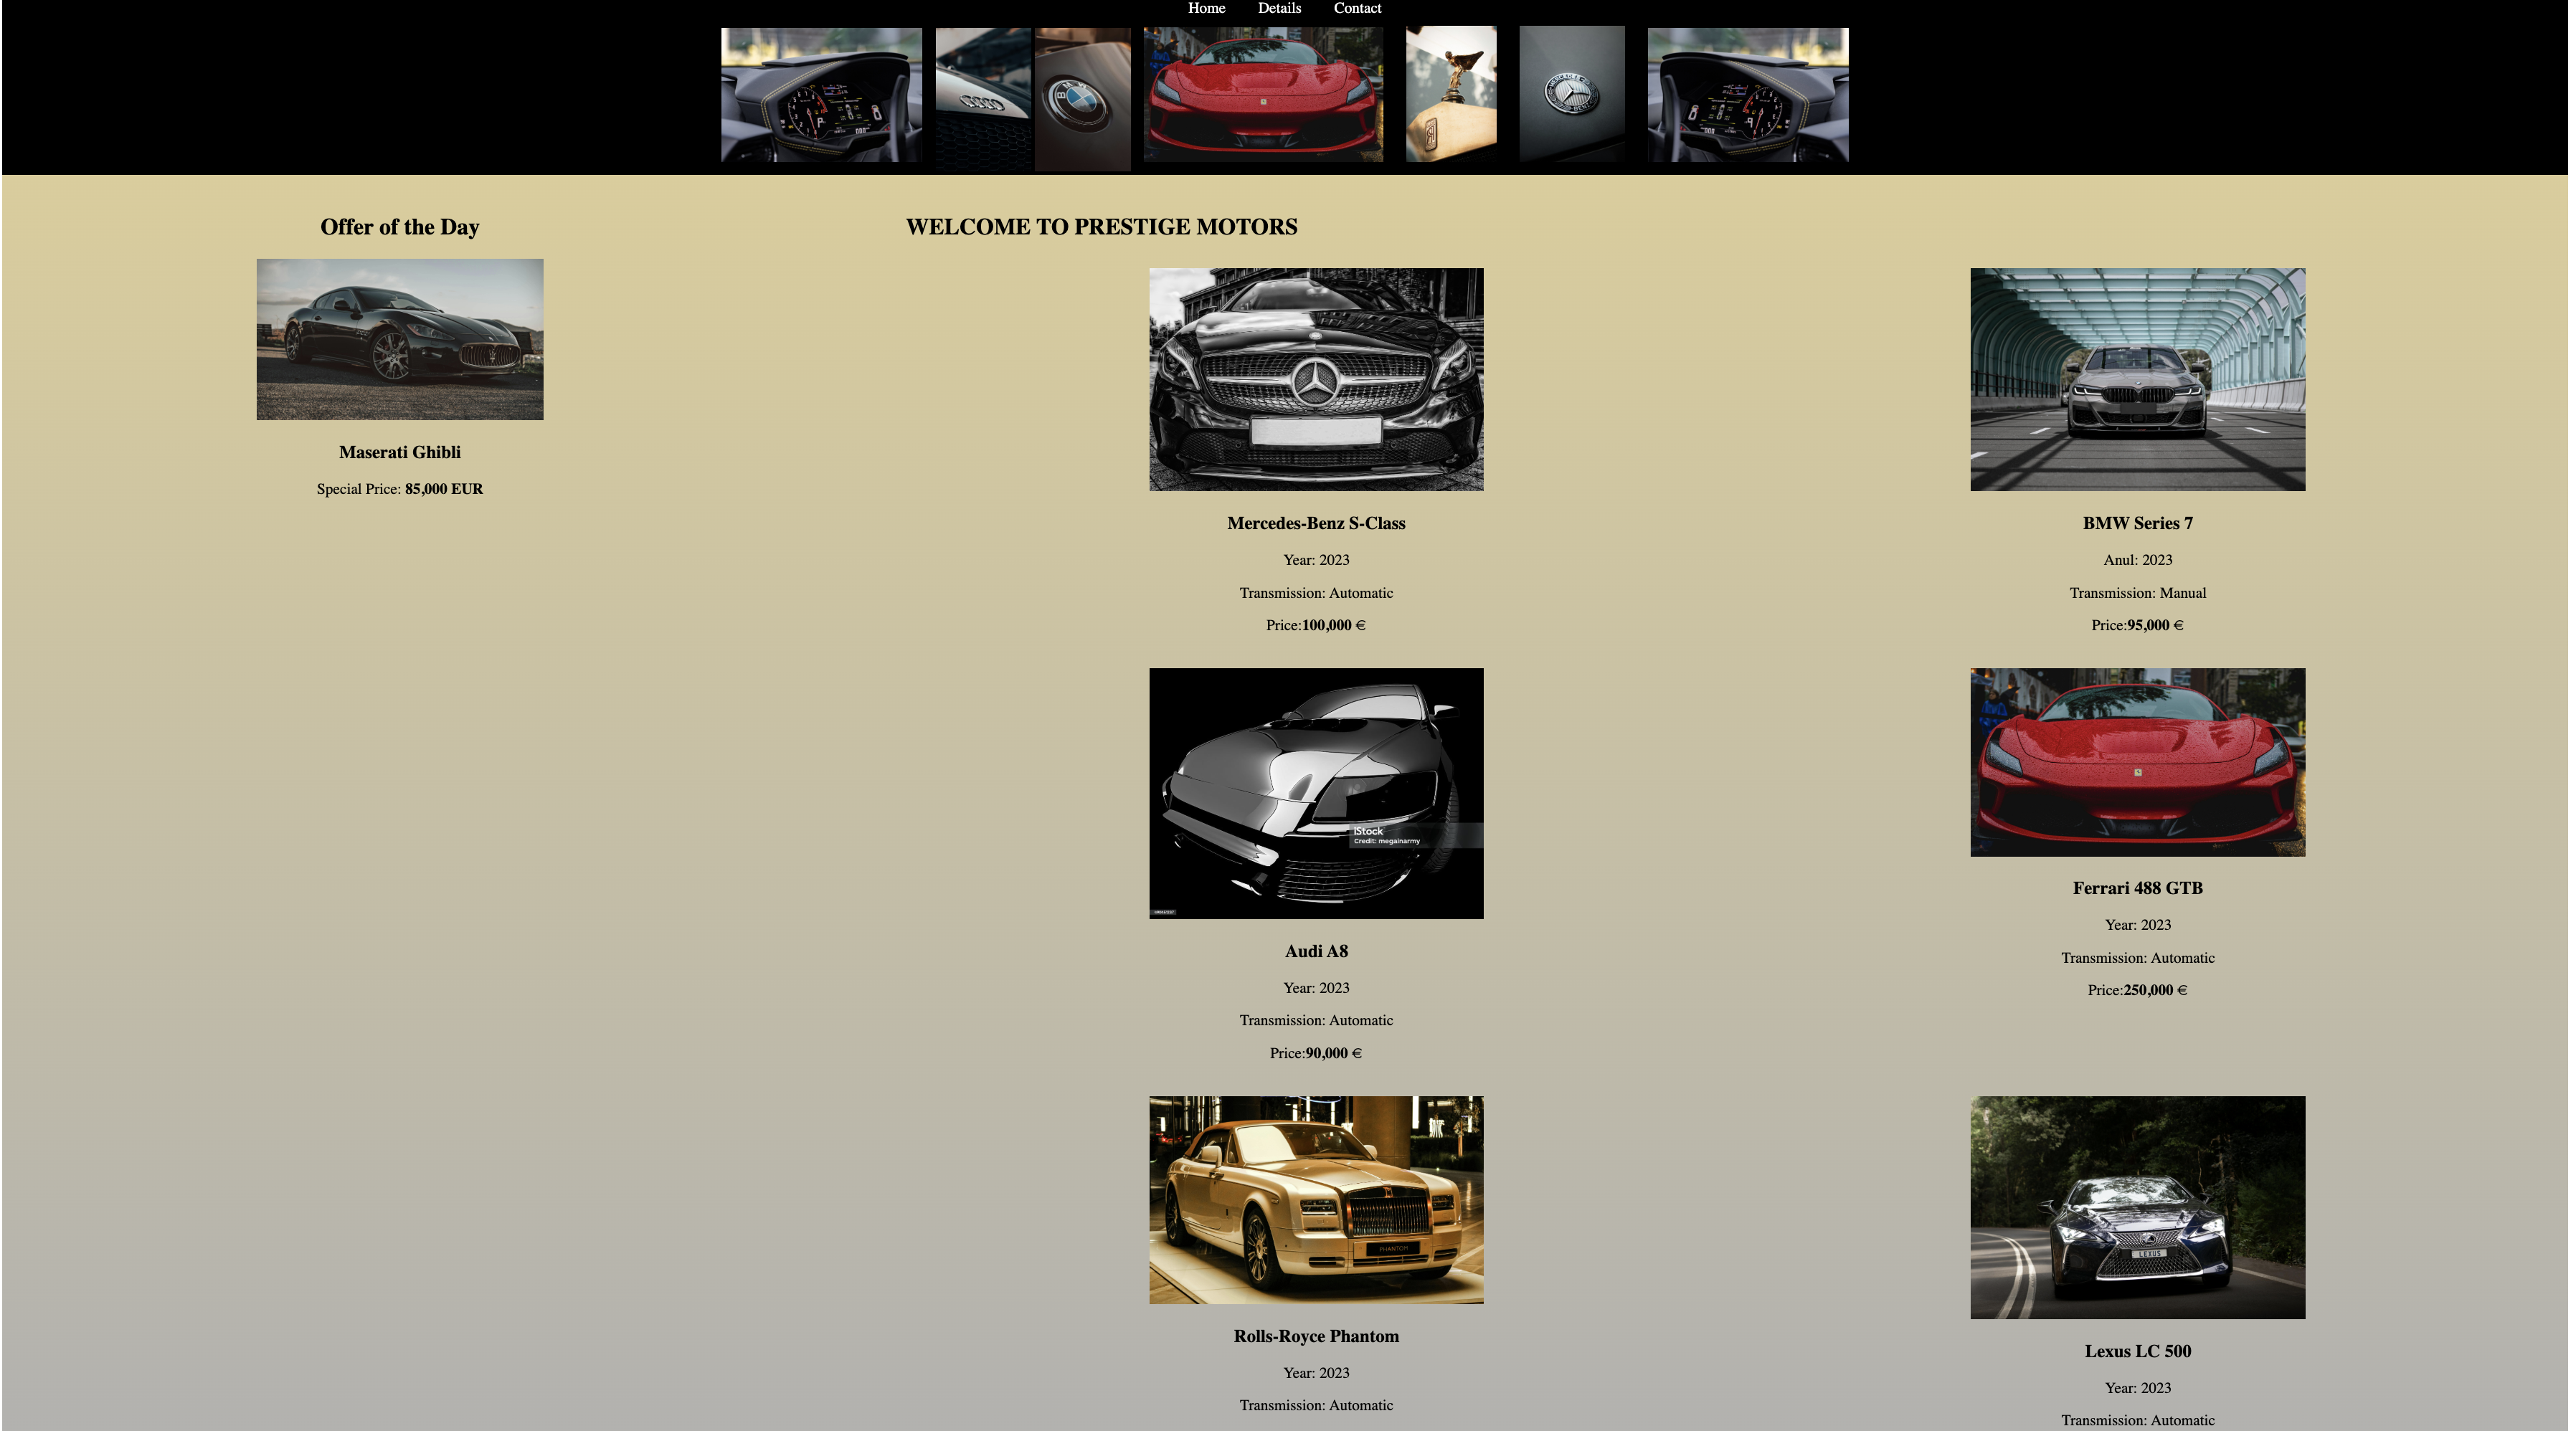 Home Details Contact
Offer of the Day
Maserati Ghibli
Special Price: 85,000 EUR
WELCOME TO PRESTIGE MOTORS
Mercedes-Benz S-Class
Year: 2023
Transmission: Automatic
Price:100,000 €
BMW Series 7
Anul: 2023
Transmission: Manual
Price:95,000 €
iStock
Credit: megainarmy
Audi A8
Year: 2023
Transmission: Automatic
Price:90,000 €
Ferrari 488 GTB
Year: 2023
Transmission: Automatic
Price:250,000 €
PHANTOM
Rolls-Royce Phantom
Year: 2023
Transmission: Automatic
LEXUS
Lexus LC 500
Year: 2023
Transmission: Automatic